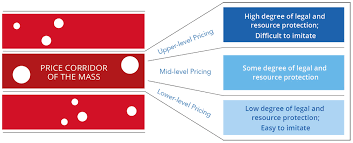 High degree of legal and
resource protection;
Difficult to imitate
Upper-level Pricing
PRICE CORRIDOR
OF THE MASS
Mid-level Pricing
Some degree of legal and
resource protection
Lower-level Pricing
Low degree of legal and
resource protection;
Easy to imitate